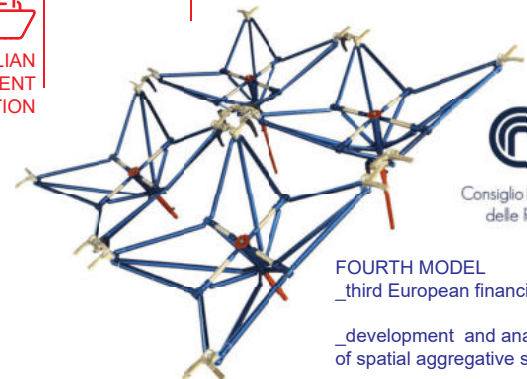 LIAN
ENT
TION
Consiglio
delle
FOURTH MODEL
_third European financi
_development and ana
of spatial aggregative s